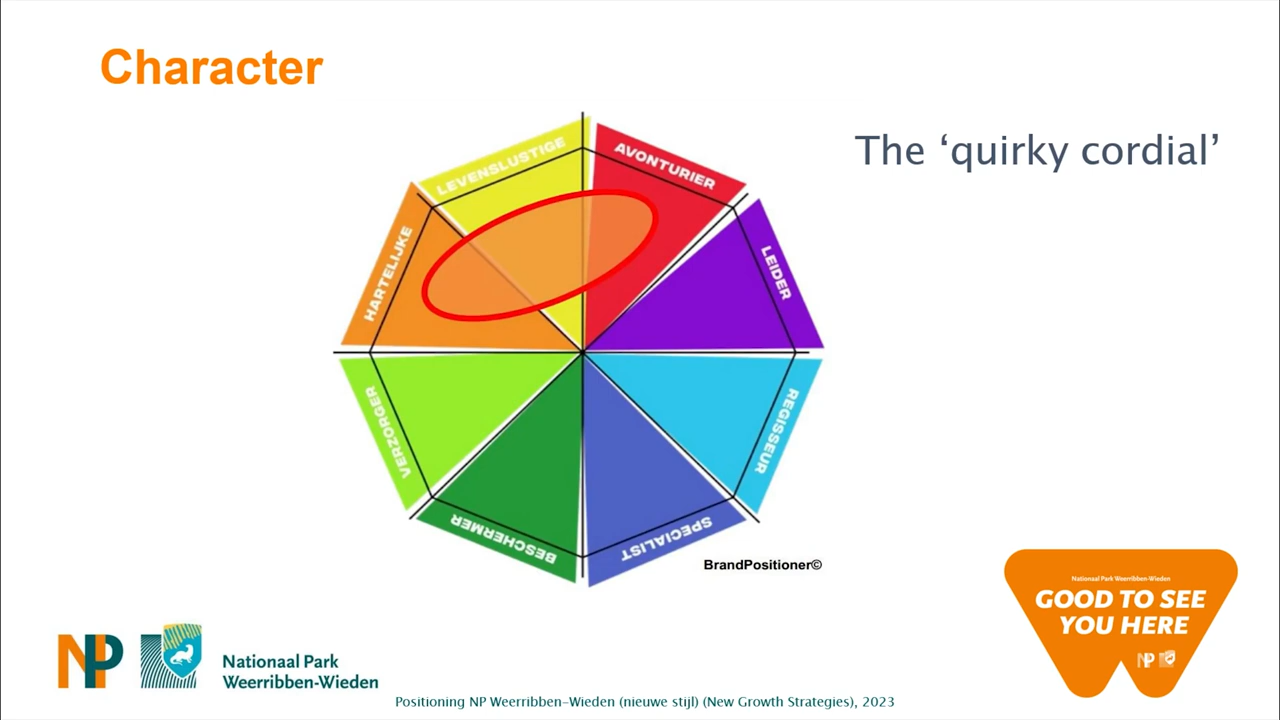 Character
The ‘quirky cordial’
LEVENSLUSTIGE
AVONTURIER
HARTELIJKE
LEIDER
VERZORGER
REGISSEUR
BESCHERMER
SPECIALIST
BrandPositioner©
Nationaal Park Weerribben-Wieden
GOOD TO SEE
YOU HERE
NP
NP
Nationaal Park
Weerribben-Wieden
Positioning NP Weerribben-Wieden (nieuwe stijl) (New Growth Strategies), 2023